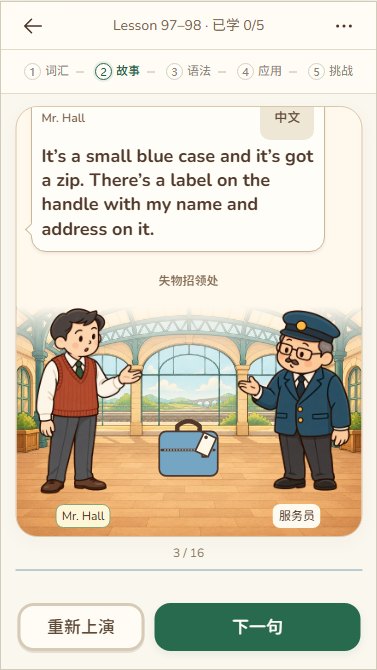 Lesson 97–98 · 已学 0/5
1 词汇 – 2 故事 – 3 语法 – 4 应用 – 5 挑战
Mr. Hall
中文
It’s a small blue case and it’s got
a zip. There’s a label on the
handle with my name and
address on it.
失物招领处
Mr. Hall
服务员
3 / 16
重新上演
下一句